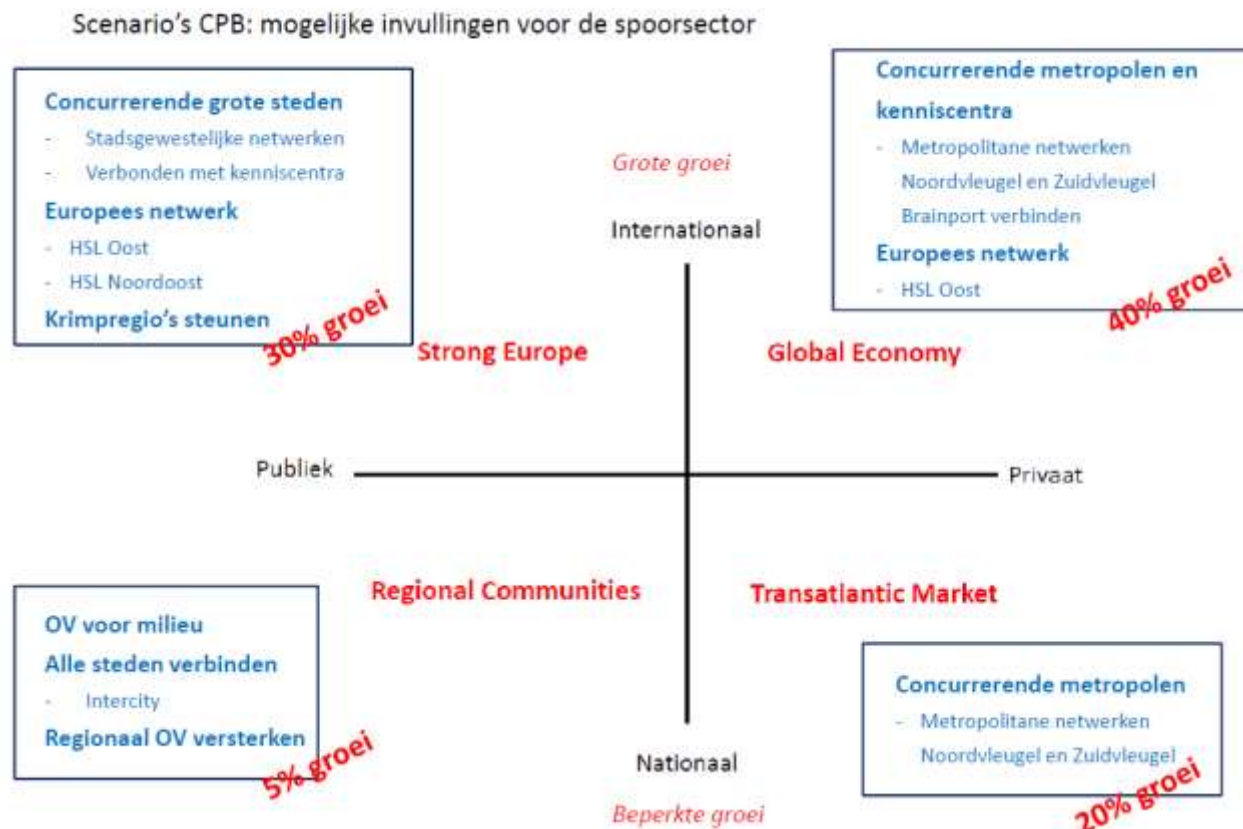 Scenario's CPB: mogelijke invullingen voor de spoorsector
Concurrerende grote steden
- Stadsgewestelijke netwerken
- Verbonden met kenniscentra
Europees netwerk
- HSL Oost
- HSL Noordoost
Krimpregio's steunen
30% groei
Grote groei
Internationaal
Concurrerende metropolen en
kenniscentra
- Metropolitane netwerken
Noordvleugel en Zuidvleugel
Brainport verbinden
Europees netwerk
- HSL Oost
40% groei
Strong Europe
Global Economy
Publiek
Privaat
Regional Communities
Transatlantic Market
OV voor milieu
Alle steden verbinden
- Intercity
Regionaal OV versterken
5% groei
Nationaal
Beperkte groei
Concurrerende metropolen
- Metropolitane netwerken
Noordvleugel en Zuidvleugel
20% groei